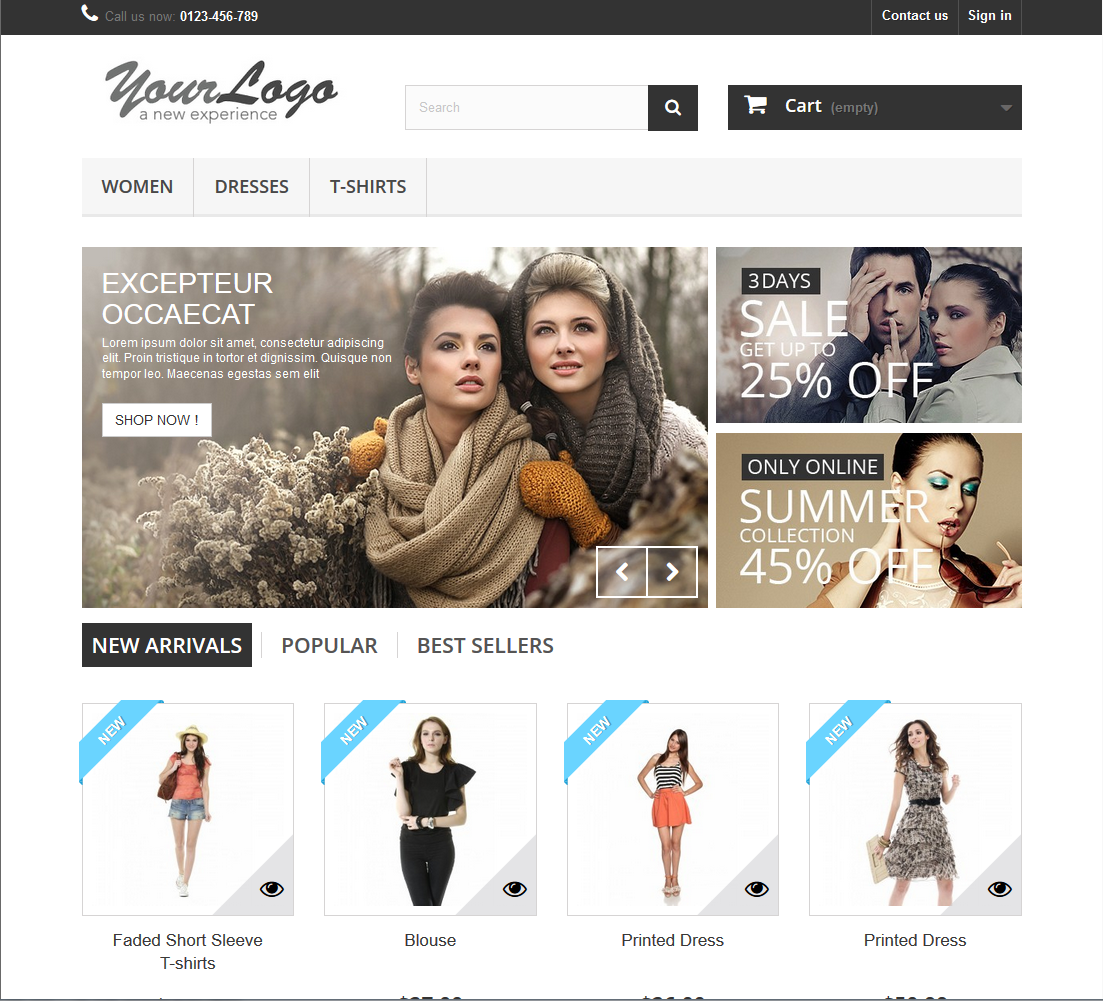 Call us now: 0123-456-789
Contact us
Sign in
YourLogo
a new experience
Search
Cart (empty)
WOMEN
DRESSES
T-SHIRTS
EXCEPTEUR
OCCAECAT
Lorem ipsum dolor sit amet, consectetur adipiscing
elit. Proin tristique in tortor et dignissim. Quisque non
tempor leo. Maecenas egestas sem elit
SHOP NOW !
3 DAYS
SALE
GET UP TO
25% OFF
ONLY ONLINE
SUMMER
COLLECTION
45% OFF
NEW ARRIVALS
POPULAR
BEST SELLERS
NEW
NEW
NEW
NEW
Faded Short Sleeve
T-shirts
Blouse
Printed Dress
Printed Dress